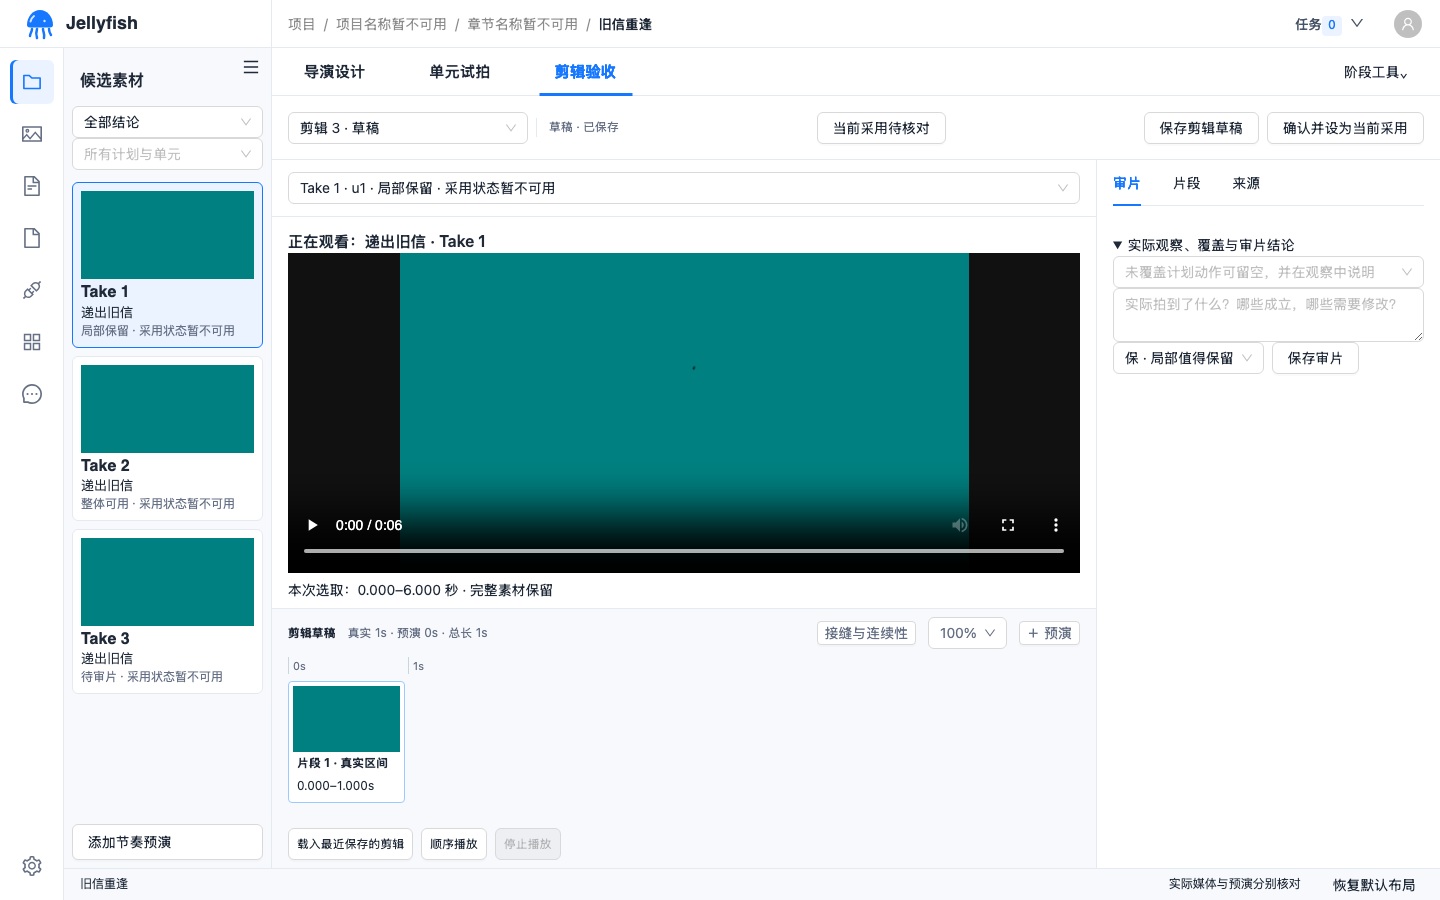 Jellyfish
项目 / 项目名称暂不可用 / 章节名称暂不可用 / 旧信重逢
任务 0
候选素材
全部结论
所有计划与单元
Take 1
递出旧信
局部保留 · 采用状态暂不可用
Take 2
递出旧信
整体可用 · 采用状态暂不可用
Take 3
递出旧信
待审片 · 采用状态暂不可用
添加节奏预演
导演设计
单元试拍
剪辑验收
阶段工具
剪辑 3 · 草稿
草稿 · 已保存
当前采用待核对
保存剪辑草稿
确认并设为当前采用
Take 1 · u1 · 局部保留 · 采用状态暂不可用
正在观看：递出旧信 · Take 1
0:00 / 0:06
本次选取：0.000–6.000 秒 · 完整素材保留
剪辑草稿 真实 1s · 预演 0s · 总长 1s
接缝与连续性
100%
+ 预演
0s
1s
片段 1 · 真实区间
0.000–1.000s
载入最近保存的剪辑
顺序播放
停止播放
审片
片段
来源
▼ 实际观察、覆盖与审片结论
未覆盖计划动作可留空，并在观察中说明
实际拍到了什么？哪些成立，哪些需要修改？
保 · 局部值得保留
保存审片
旧信重逢
实际媒体与预演分别核对
恢复默认布局